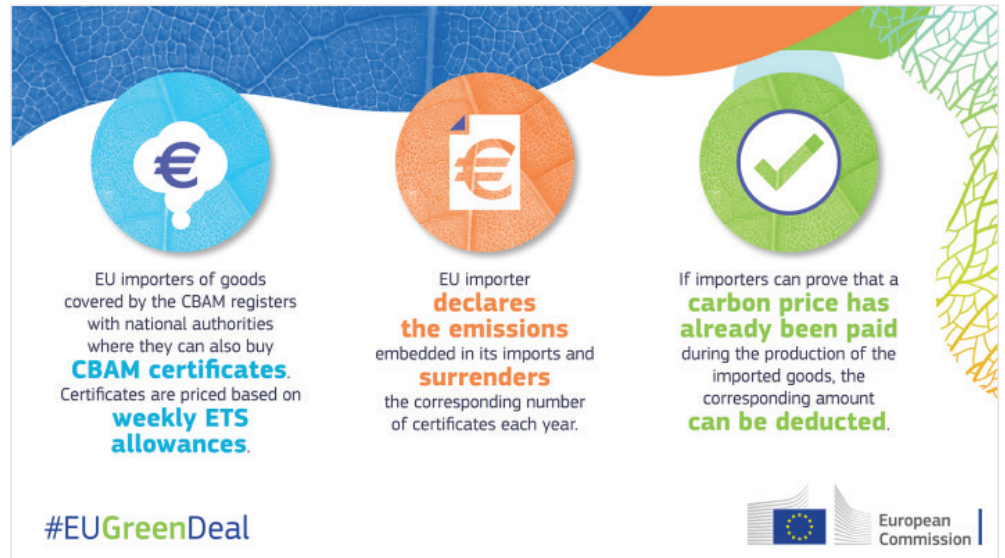 €
EU importers of goods
covered by the CBAM registers
with national authorities
where they can also buy
CBAM certificates.
Certificates are priced based on
weekly ETS
allowances.
€
EU importer
declares
the emissions
embedded in its imports and
surrenders
the corresponding number
of certificates each year.
If importers can prove that a
carbon price has
already been paid
during the production of the
imported goods, the
corresponding amount
can be deducted.
#EUGreenDeal
European
Commission